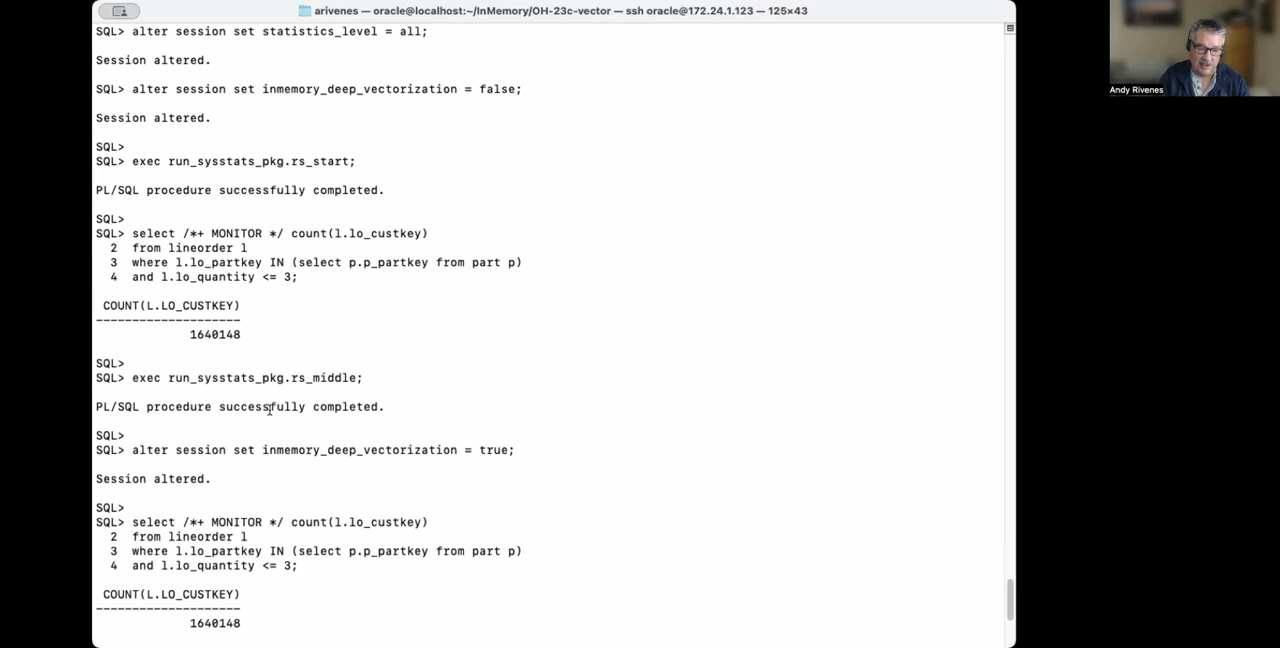 arivenes — oracle@localhost:~/InMemory/OH-23c-vector — ssh oracle@172.24.1.123 — 125×43
SQL> alter session set statistics_level = all;
Session altered.
SQL> alter session set inmemory_deep_vectorization = false;
Session altered.
SQL>
SQL> exec run_sysstats_pkg.rs_start;
PL/SQL procedure successfully completed.
SQL>
SQL> select /*+ MONITOR */ count(l.lo_custkey)
2 from lineorder l
3 where l.lo_partkey IN (select p.p_partkey from part p)
4 and l.lo_quantity <= 3;
COUNT(L.LO_CUSTKEY)
--------------------
1640148
SQL>
SQL> exec run_sysstats_pkg.rs_middle;
PL/SQL procedure successfully completed.
SQL>
SQL> alter session set inmemory_deep_vectorization = true;
Session altered.
SQL>
SQL> select /*+ MONITOR */ count(l.lo_custkey)
2 from lineorder l
3 where l.lo_partkey IN (select p.p_partkey from part p)
4 and l.lo_quantity <= 3;
COUNT(L.LO_CUSTKEY)
--------------------
1640148
Andy Rivenes